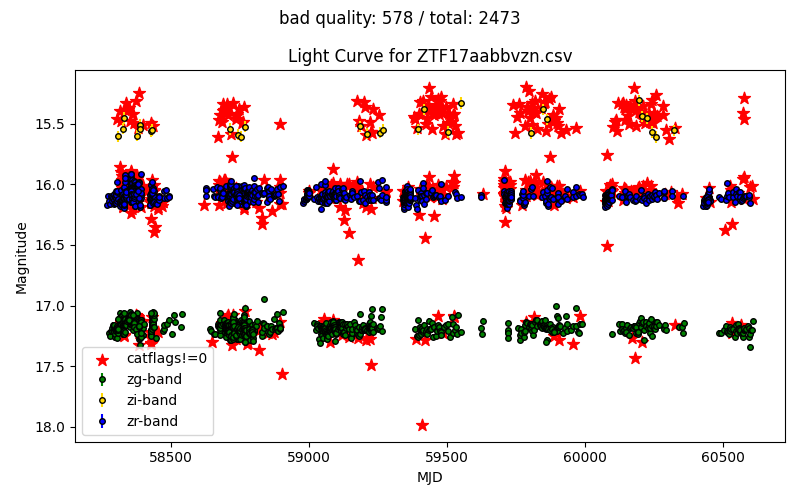 bad quality: 578 / total: 2473
Light Curve for ZTF17aabbvzn.csv
Magnitude
15.5
16.0
16.5
17.0
17.5
18.0
catflags!=0
zg-band
zi-band
zr-band
58500 59000 59500 60000 60500
MJD